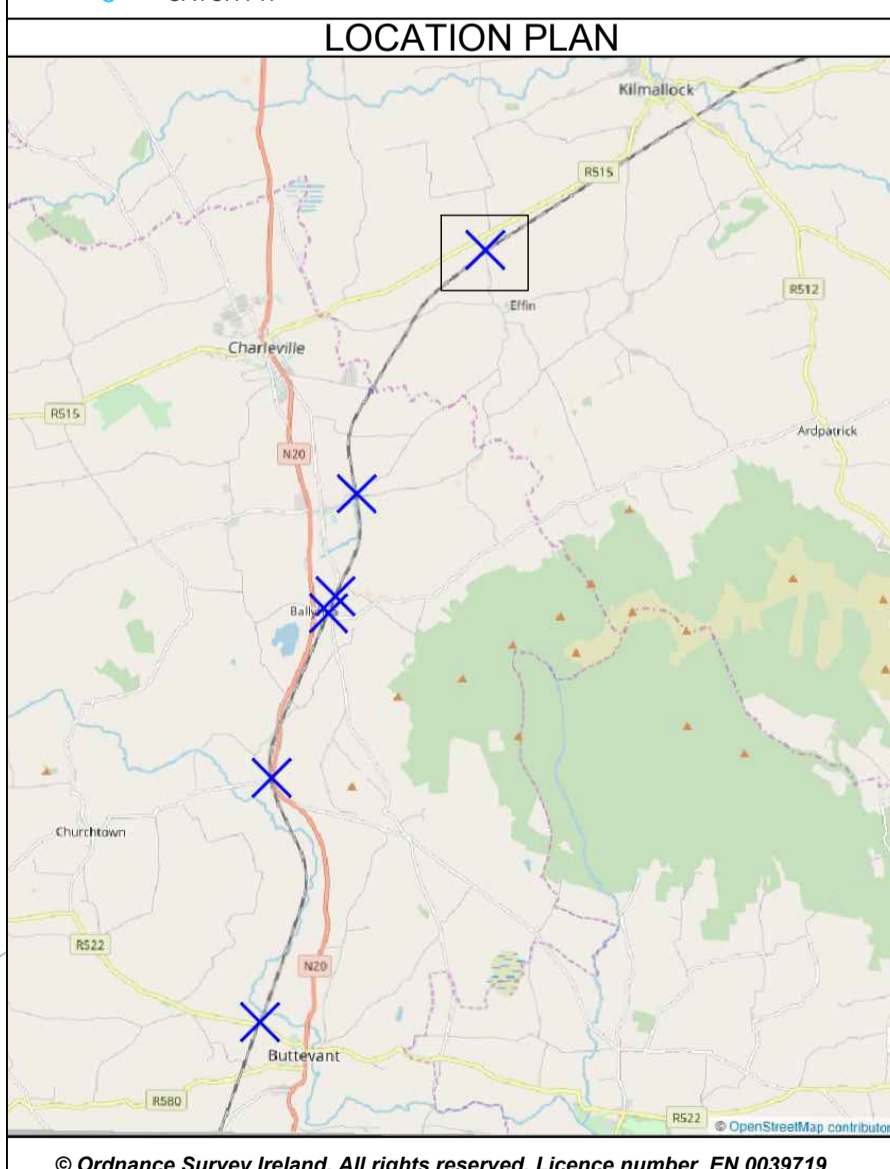 LOCATION PLAN
Kilmallock
R515
R512
Effin
Charleville
R515
Ardpatrick
N20
Churchtown
R522
N20
Buttevant
R580
R522
© OpenStreetMap contributor
© Ordnance Survey Ireland. All rights reserved. Licence number EN 0039719